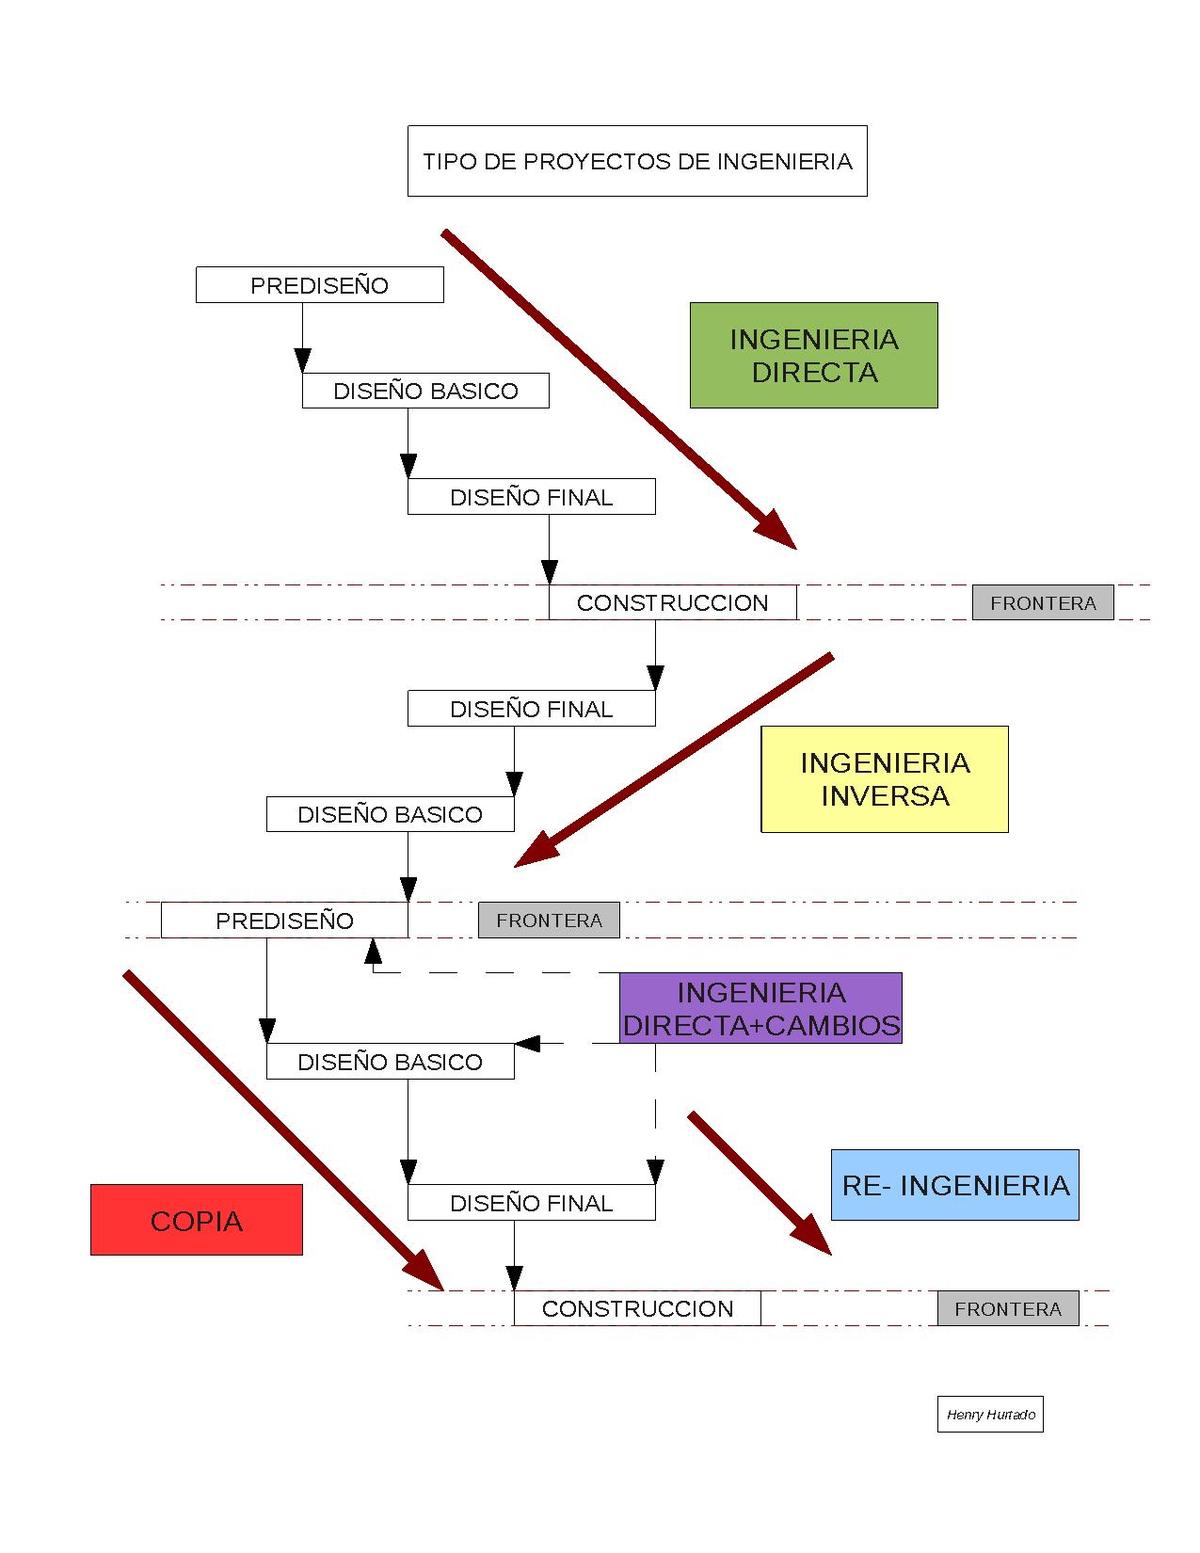 TIPO DE PROYECTOS DE INGENIERIA
PREDISEÑO
INGENIERIA
DIRECTA
DISEÑO BASICO
DISEÑO FINAL
CONSTRUCCION
FRONTERA
DISEÑO FINAL
INGENIERIA
INVERSA
DISEÑO BASICO
PREDISEÑO
FRONTERA
INGENIERIA
DIRECTA+CAMBIOS
DISEÑO BASICO
RE- INGENIERIA
DISEÑO FINAL
COPIA
CONSTRUCCION
FRONTERA
Henry Hurtado